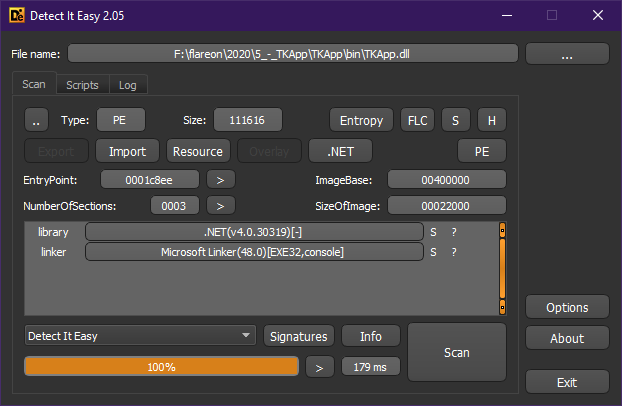 Detect It Easy 2.05
File name: F:\flareon\2020\5_-_TKApp\TKApp\bin\TKApp.dll ...
Scan Scripts Log
.. Type: PE Size: 111616 Entropy FLC S H
Export Import Resource Overlay .NET PE
EntryPoint: 0001c8ee > ImageBase: 00400000
NumberOfSections: 0003 > SizeOfImage: 00022000
library .NET(v4.0.30319)[-] S ?
linker Microsoft Linker(48.0)[EXE32,console] S ?
Options
Detect It Easy Signatures Info Scan About
100% > 179 ms
Exit